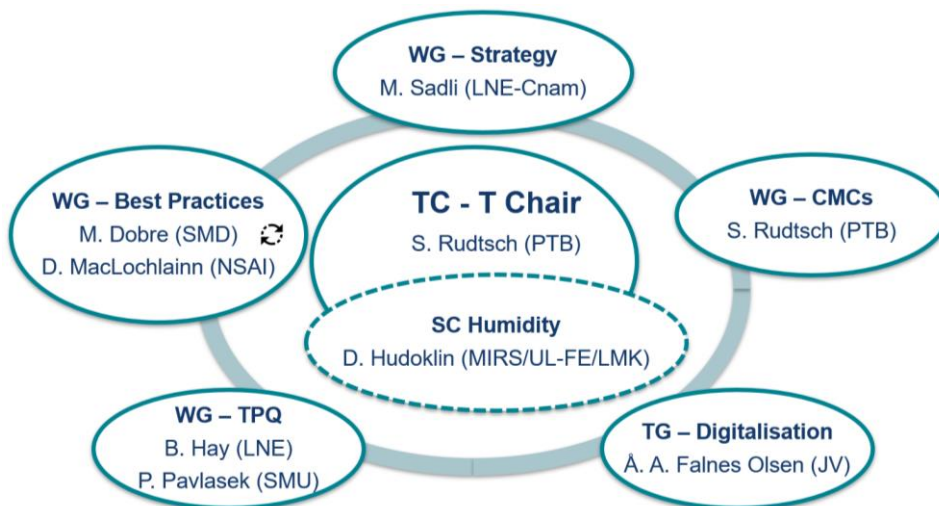 WG – Strategy
M. Sadli (LNE-Cnam)
WG – Best Practices
M. Dobre (SMD)
D. MacLochlainn (NSAI)
TC - T Chair
S. Rudtsch (PTB)
WG – CMCs
S. Rudtsch (PTB)
SC Humidity
D. Hudoklin (MIRS/UL-FE/LMK)
WG – TPQ
B. Hay (LNE)
P. Pavlasek (SMU)
TG – Digitalisation
Å. A. Falnes Olsen (JV)